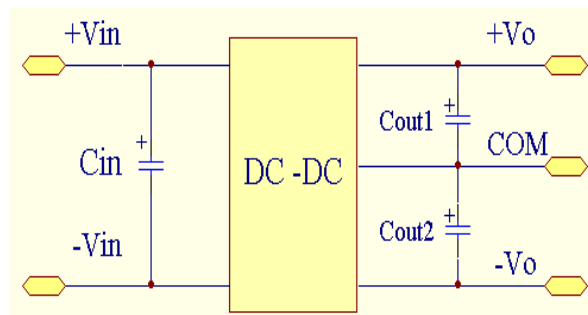 +Vin
+Vo
+
Cout1
+
COM
Cin
DC -DC
+
Cout2
-Vin
-Vo